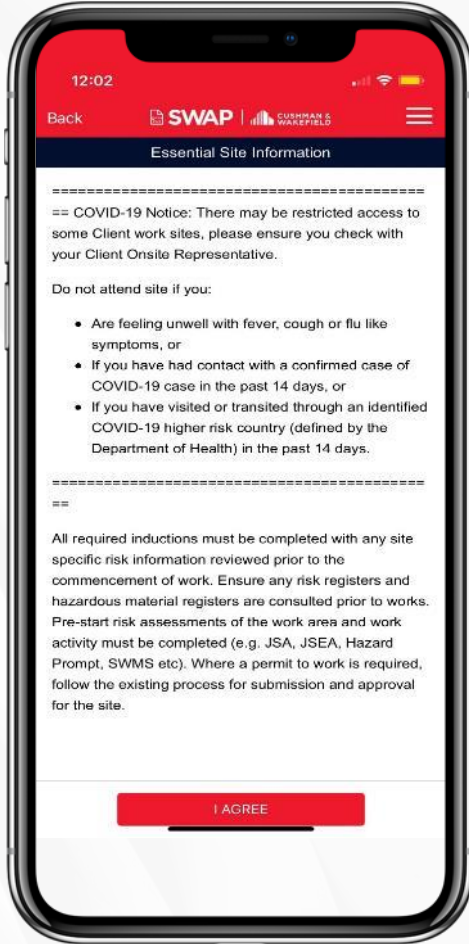 12:02
Back
SWAP | CUSHMAN &
WAKEFIELD
Essential Site Information
===========================================
== COVID-19 Notice: There may be restricted access to
some Client work sites, please ensure you check with
your Client Onsite Representative.
Do not attend site if you:
• Are feeling unwell with fever, cough or flu like
symptoms, or
• If you have had contact with a confirmed case of
COVID-19 case in the past 14 days, or
• If you have visited or transited through an identified
COVID-19 higher risk country (defined by the
Department of Health) in the past 14 days.
===========================================
==
All required inductions must be completed with any site
specific risk information reviewed prior to the
commencement of work. Ensure any risk registers and
hazardous material registers are consulted prior to works.
Pre-start risk assessments of the work area and work
activity must be completed (e.g. JSA, JSEA, Hazard
Prompt, SWMS etc). Where a permit to work is required,
follow the existing process for submission and approval
for the site.
I AGREE